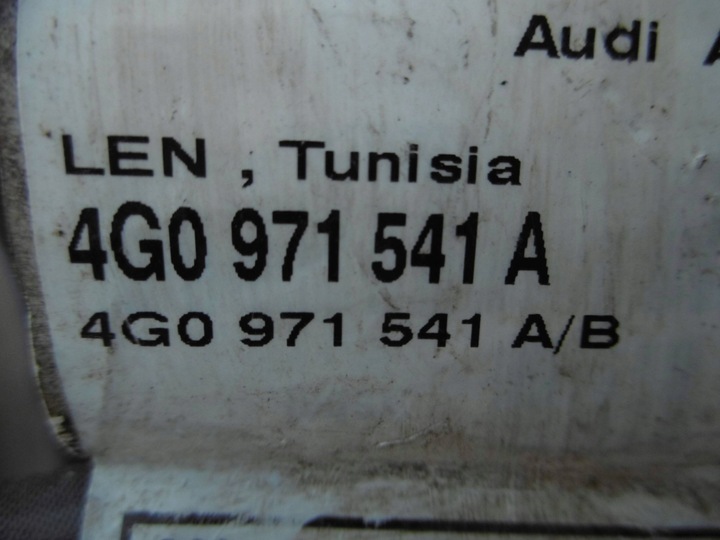 Audi A
LEN , Tunisia
4G0 971 541 A
4G0 971 541 A/B